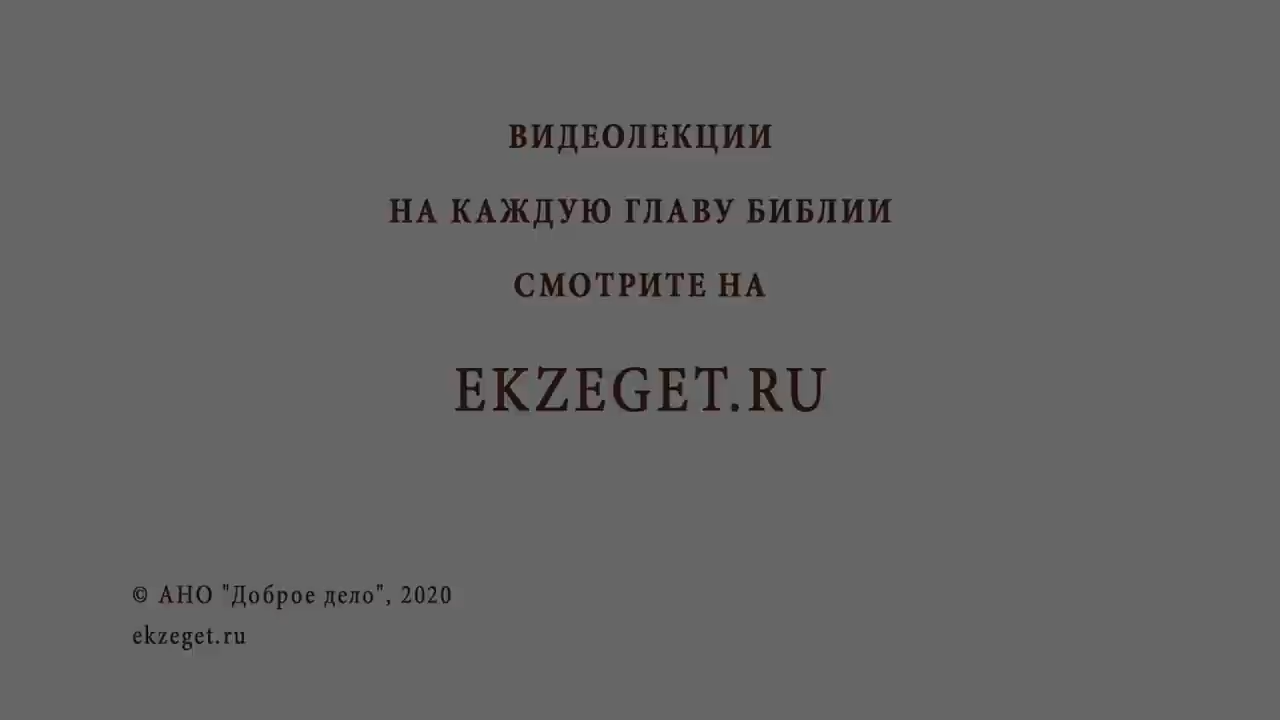 ВИДЕОЛЕКЦИИ
НА КАЖДУЮ ГЛАВУ БИБЛИИ
СМОТРИТЕ НА
EKZEGET.RU
© АНО "Доброе дело", 2020
ekzeget.ru